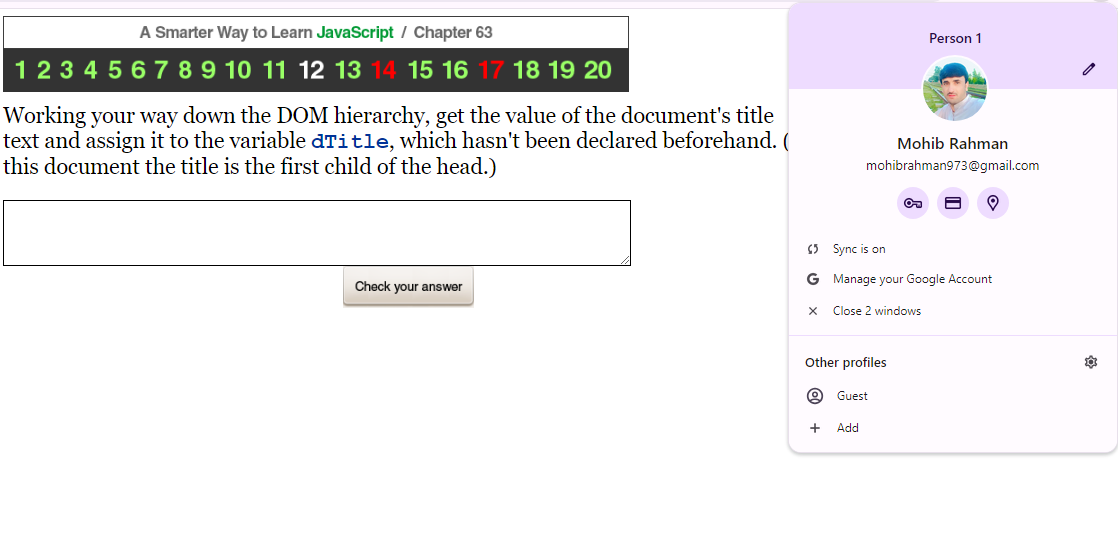 A Smarter Way to Learn JavaScript / Chapter 63
1 2 3 4 5 6 7 8 9 10 11 12 13 14 15 16 17 18 19 20
Working your way down the DOM hierarchy, get the value of the document's title
text and assign it to the variable dTitle, which hasn't been declared beforehand. (
this document the title is the first child of the head.)
Check your answer
Person 1
Mohib Rahman
mohibrahman973@gmail.com
Sync is on
Manage your Google Account
Close 2 windows
Other profiles
Guest
Add